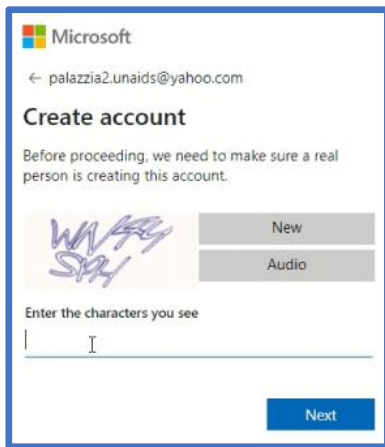 Microsoft
← palazzia2.unaids@yahoo.com
Create account
Before proceeding, we need to make sure a real
person is creating this account.
New
Audio
Enter the characters you see
Next